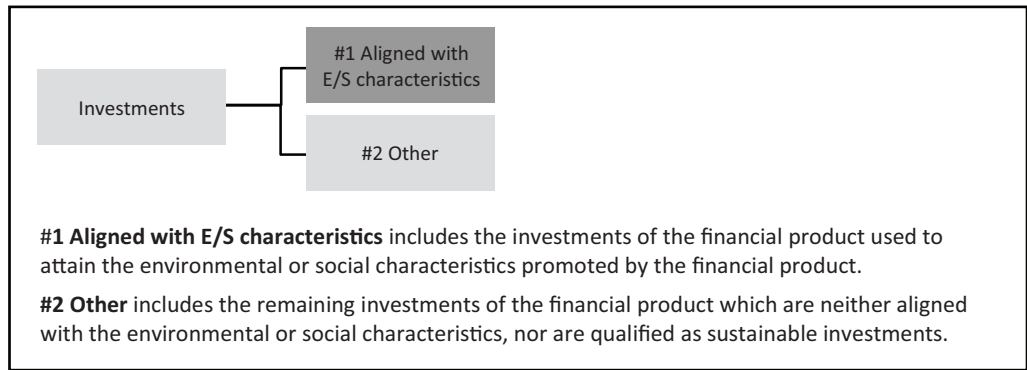 #1 Aligned with
E/S characteristics
Investments
#2 Other
#1 Aligned with E/S characteristics includes the investments of the financial product used to
attain the environmental or social characteristics promoted by the financial product.
#2 Other includes the remaining investments of the financial product which are neither aligned
with the environmental or social characteristics, nor are qualified as sustainable investments.